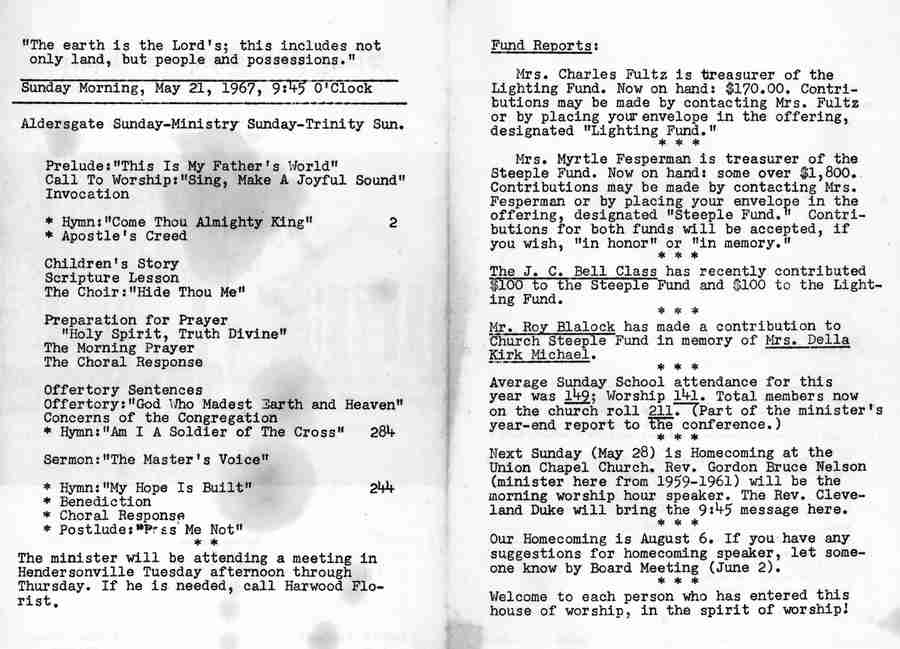 "The earth is the Lord's; this includes not
only land, but people and possessions."
Sunday Morning, May 21, 1967, 9:45 O'Clock
Aldersgate Sunday-Ministry Sunday-Trinity Sun.
Prelude:"This Is My Father's World"
Call To Worship:"Sing, Make A Joyful Sound"
Invocation
* Hymn:"Come Thou Almighty King" 2
* Apostle's Creed
Children's Story
Scripture Lesson
The Choir:"Hide Thou Me"
Preparation for Prayer
"Holy Spirit, Truth Divine"
The Morning Prayer
The Choral Response
Offertory Sentences
Offertory:"God Who Madest Earth and Heaven"
Concerns of the Congregation
* Hymn:"Am I A Soldier of The Cross" 284
Sermon:"The Master's Voice"
* Hymn:"My Hope Is Built" 244
* Benediction
* Choral Response
* Postlude: Me Not"
* *
The minister will be attending a meeting in
Hendersonville Tuesday afternoon through
Thursday. If he is needed, call Harwood Flo-
rist.
Fund Reports:
Mrs. Charles Fultz is treasurer of the
Lighting Fund. Now on hand: $170.00. Contri-
butions may be made by contacting Mrs. Fultz
or by placing your envelope in the offering,
designated "Lighting Fund."
* * *
Mrs. Myrtle Fesperman is treasurer of the
Steeple Fund. Now on hand: some over $1,800.
Contributions may be made by contacting Mrs.
Fesperman or by placing your envelope in the
offering, designated "Steeple Fund." Contri-
butions for both funds will be accepted, if
you wish, "in honor" or "in memory."
* * *
The J. C. Bell Class has recently contributed
$100 to the Steeple Fund and $100 to the Light-
ing Fund.
* * *
Mr. Roy Blalock has made a contribution to
Church Steeple Fund in memory of Mrs. Della
Kirk Michael.
* * *
Average Sunday School attendance for this
year was 149; Worship 141. Total members now
on the church roll 211. (Part of the minister's
year-end report to the conference.)
* * *
Next Sunday (May 28) is Homecoming at the
Union Chapel Church. Rev. Gordon Bruce Nelson
(minister here from 1959-1961) will be the
morning worship hour speaker. The Rev. Cleve-
land Duke will bring the 9:45 message here.
* * *
Our Homecoming is August 6. If you have any
suggestions for homecoming speaker, let some-
one know by Board Meeting (June 2).
* * *
Welcome to each person who has entered this
house of worship, in the spirit of worship!